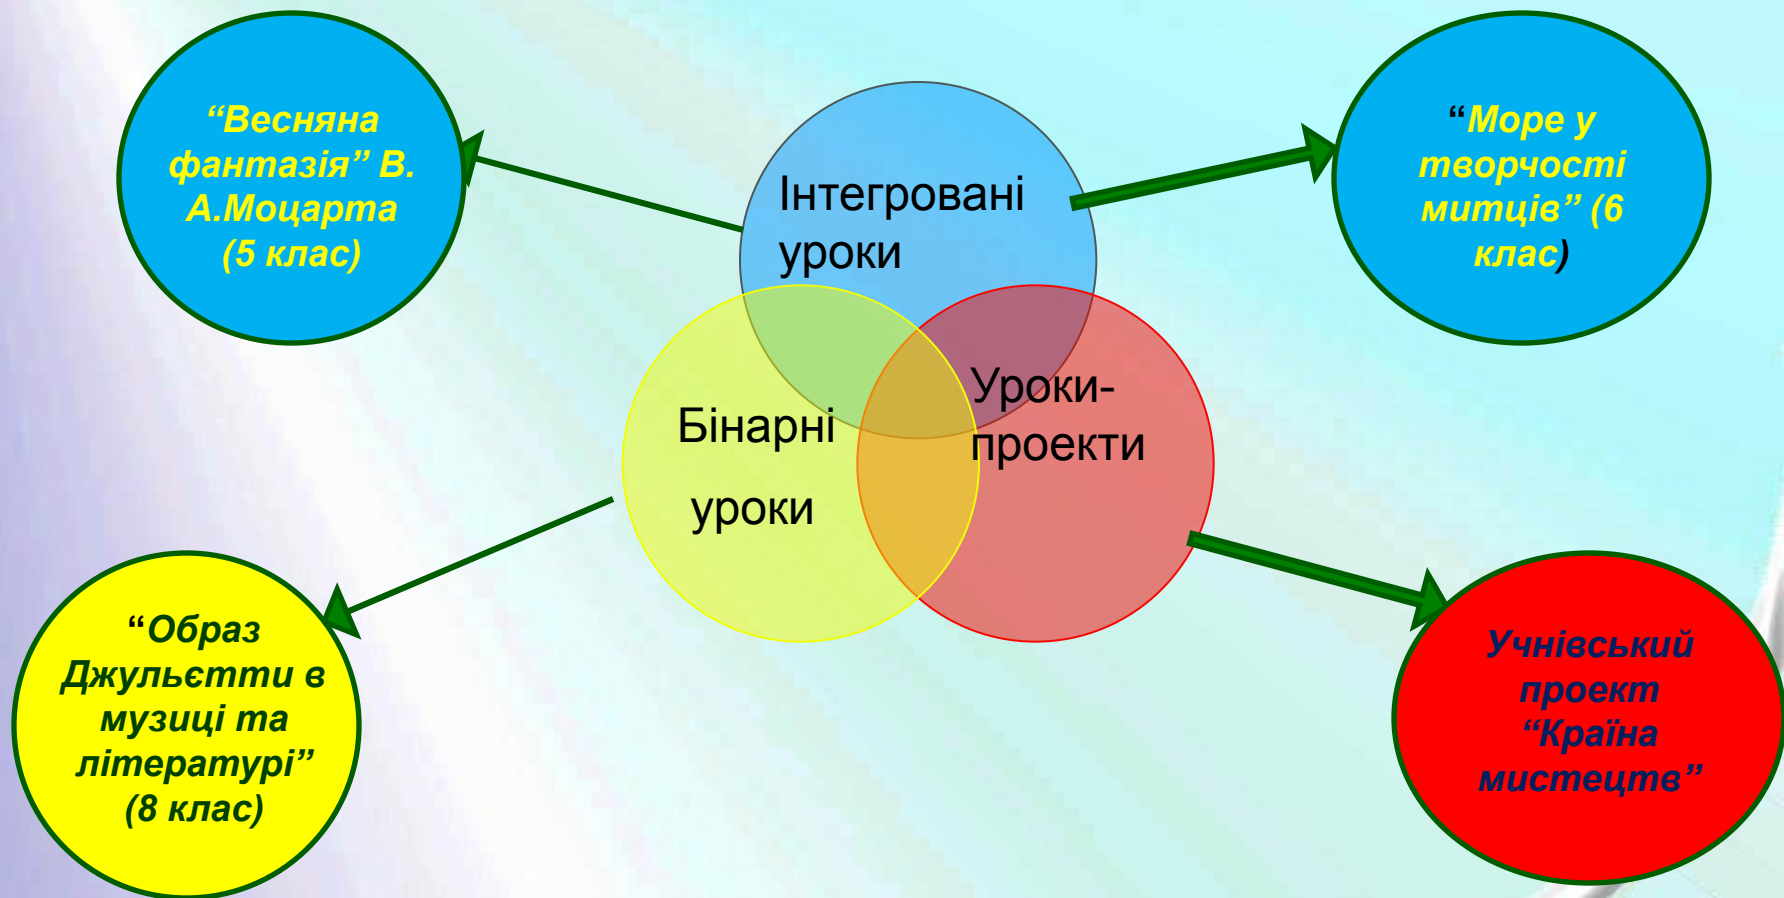 “Весняна
фантазія” В.
А.Моцарта
(5 клас)
Інтегровані
уроки
“Море у
творчості
митців” (6
клас)
Бінарні
уроки
Уроки-
проекти
“Образ
Джульєтти в
музиці та
літературі”
(8 клас)
Учнівський
проект
“Країна
мистецтв”